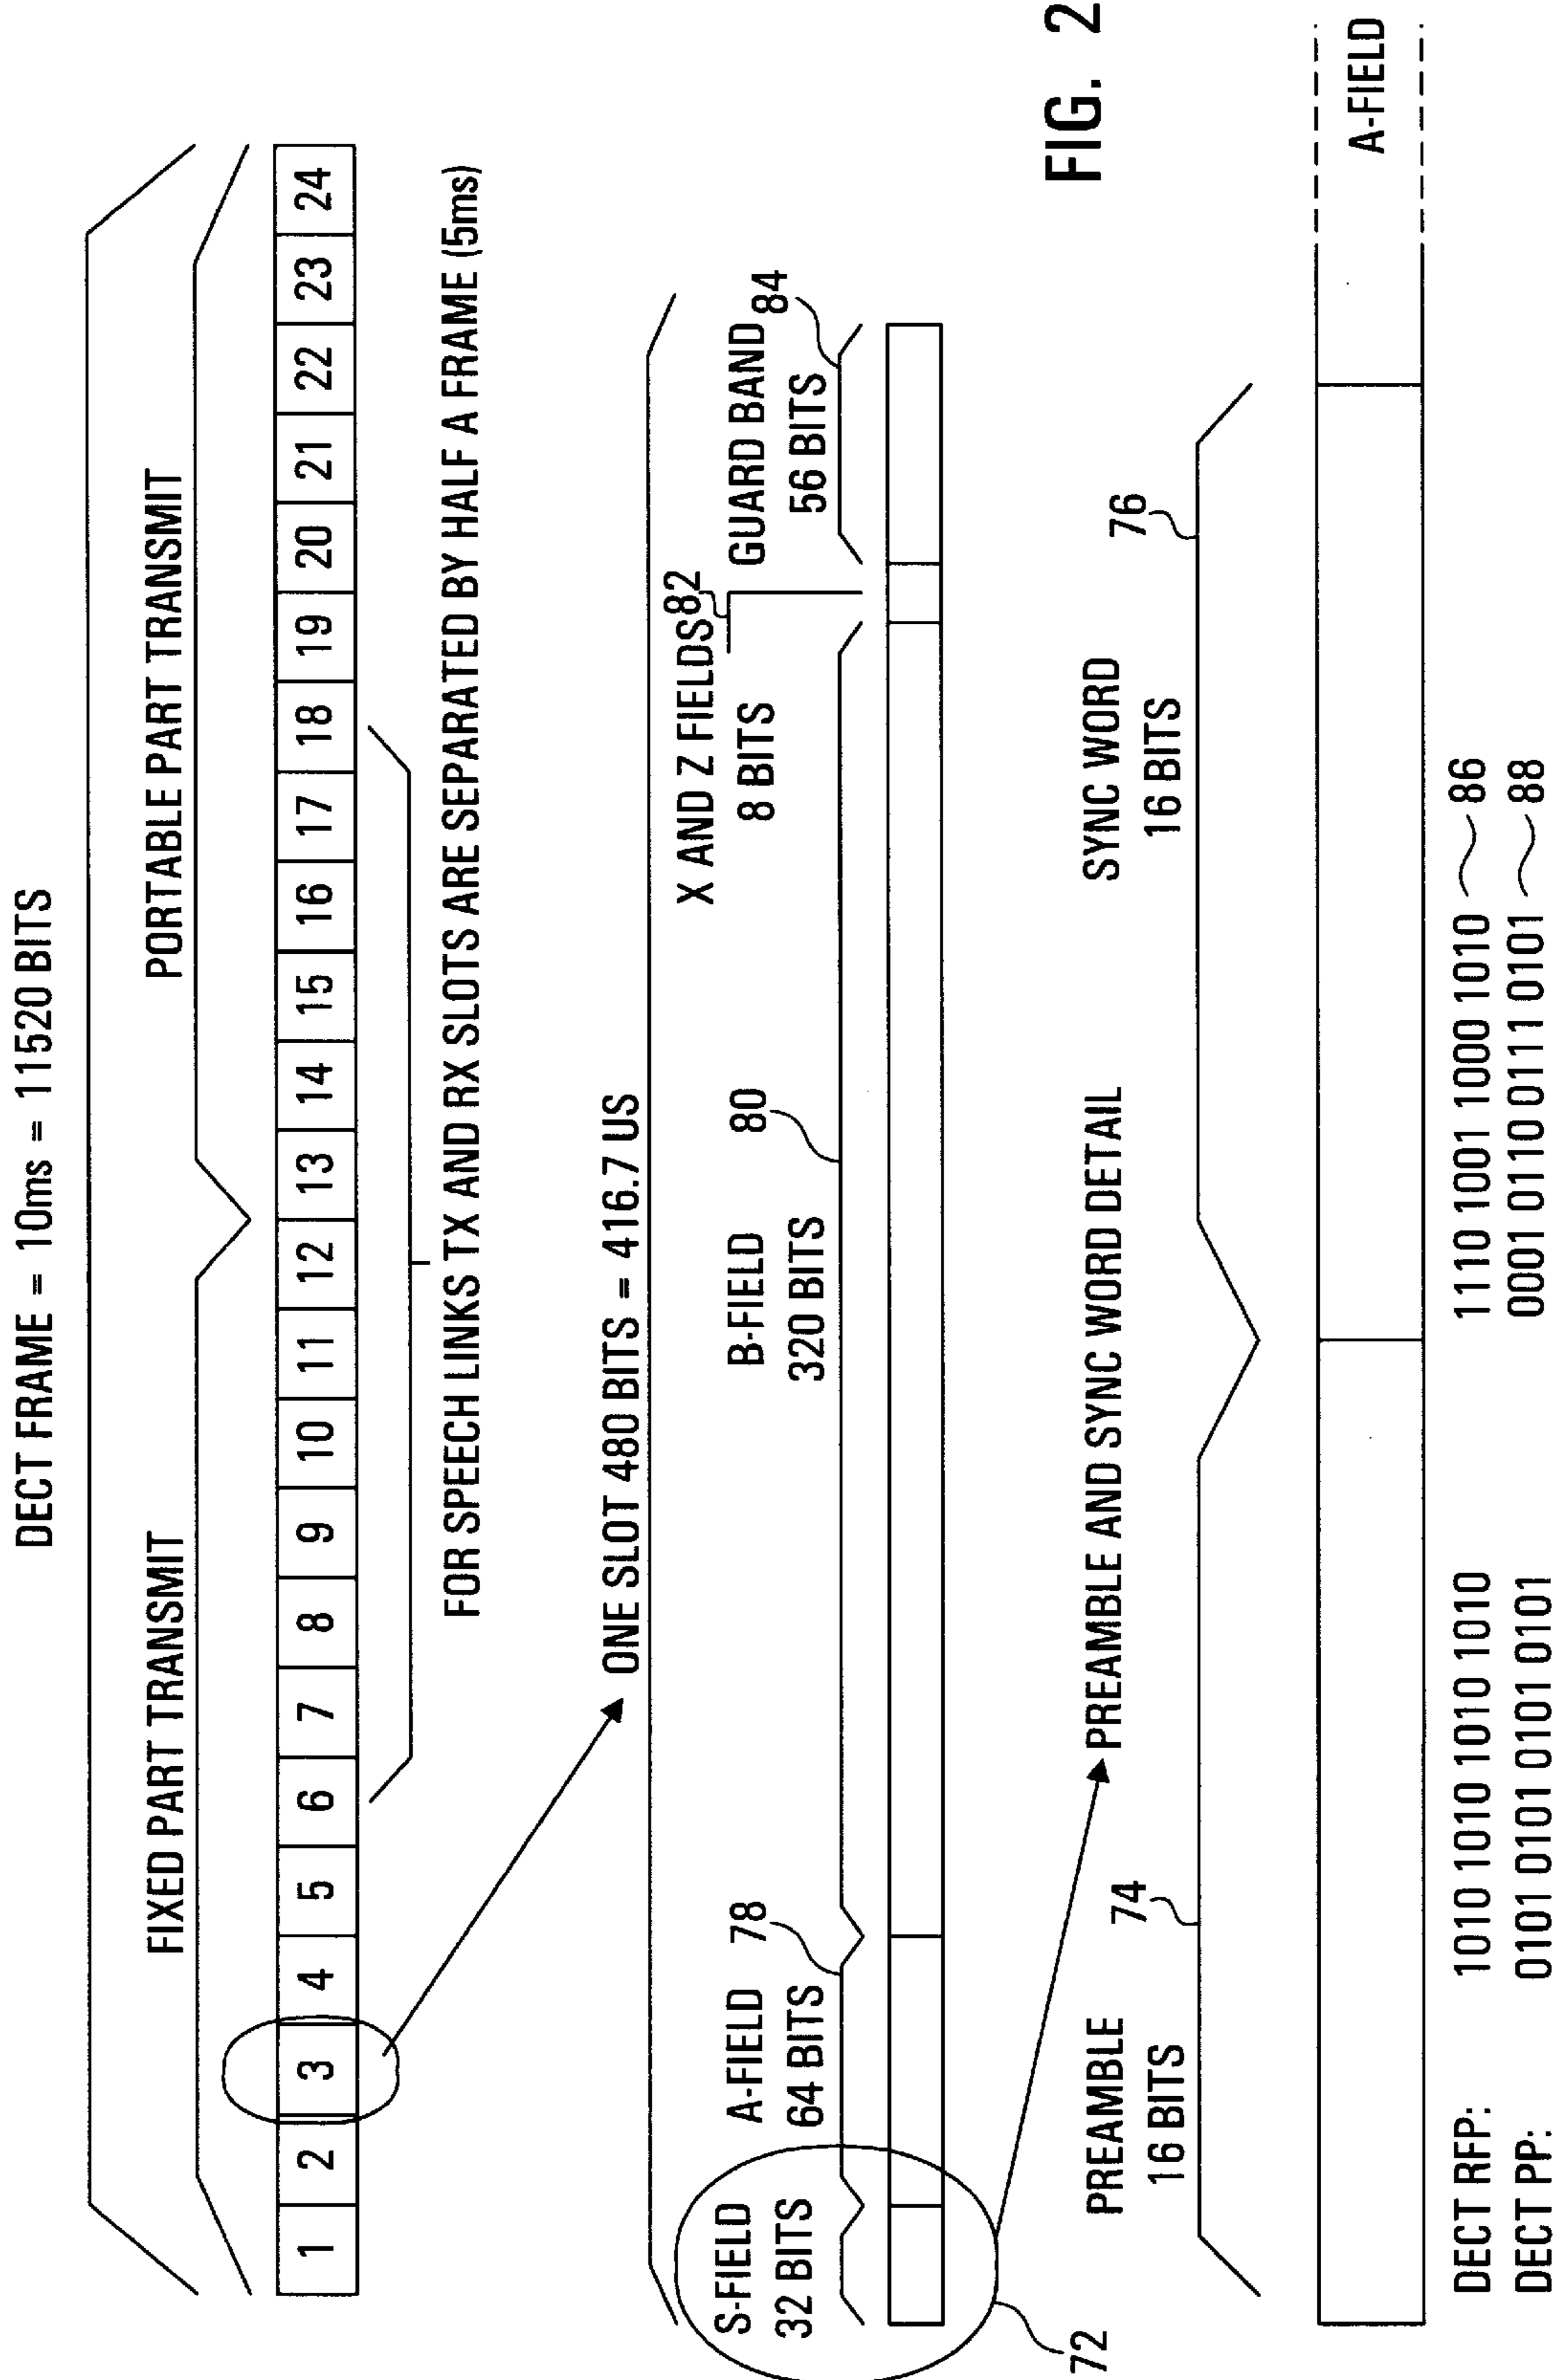 DECT FRAME = 10ms = 11520 BITS
FIXED PART TRANSMIT PORTABLE PART TRANSMIT
1 2 3 4 5 6 7 8 9 10 11 12 13 14 15 16 17 18 19 20 21 22 23 24
FOR SPEECH LINKS TX AND RX SLOTS ARE SEPARATED BY HALF A FRAME (5ms)
ONE SLOT 480 BITS = 416.7 US
S-FIELD
32 BITS
A-FIELD
64 BITS
78
B-FIELD
320 BITS
80
X AND Z FIELDS
8 BITS
82
GUARD BAND
56 BITS
84
72
PREAMBLE AND SYNC WORD DETAIL
PREAMBLE
16 BITS
74
SYNC WORD
16 BITS
76
FIG. 2
A-FIELD
DECT RFP: 1010 1010 1010 1010 1110 1001 1000 1010 86
DECT PP: 0101 0101 0101 0101 0001 0110 0111 0101 88